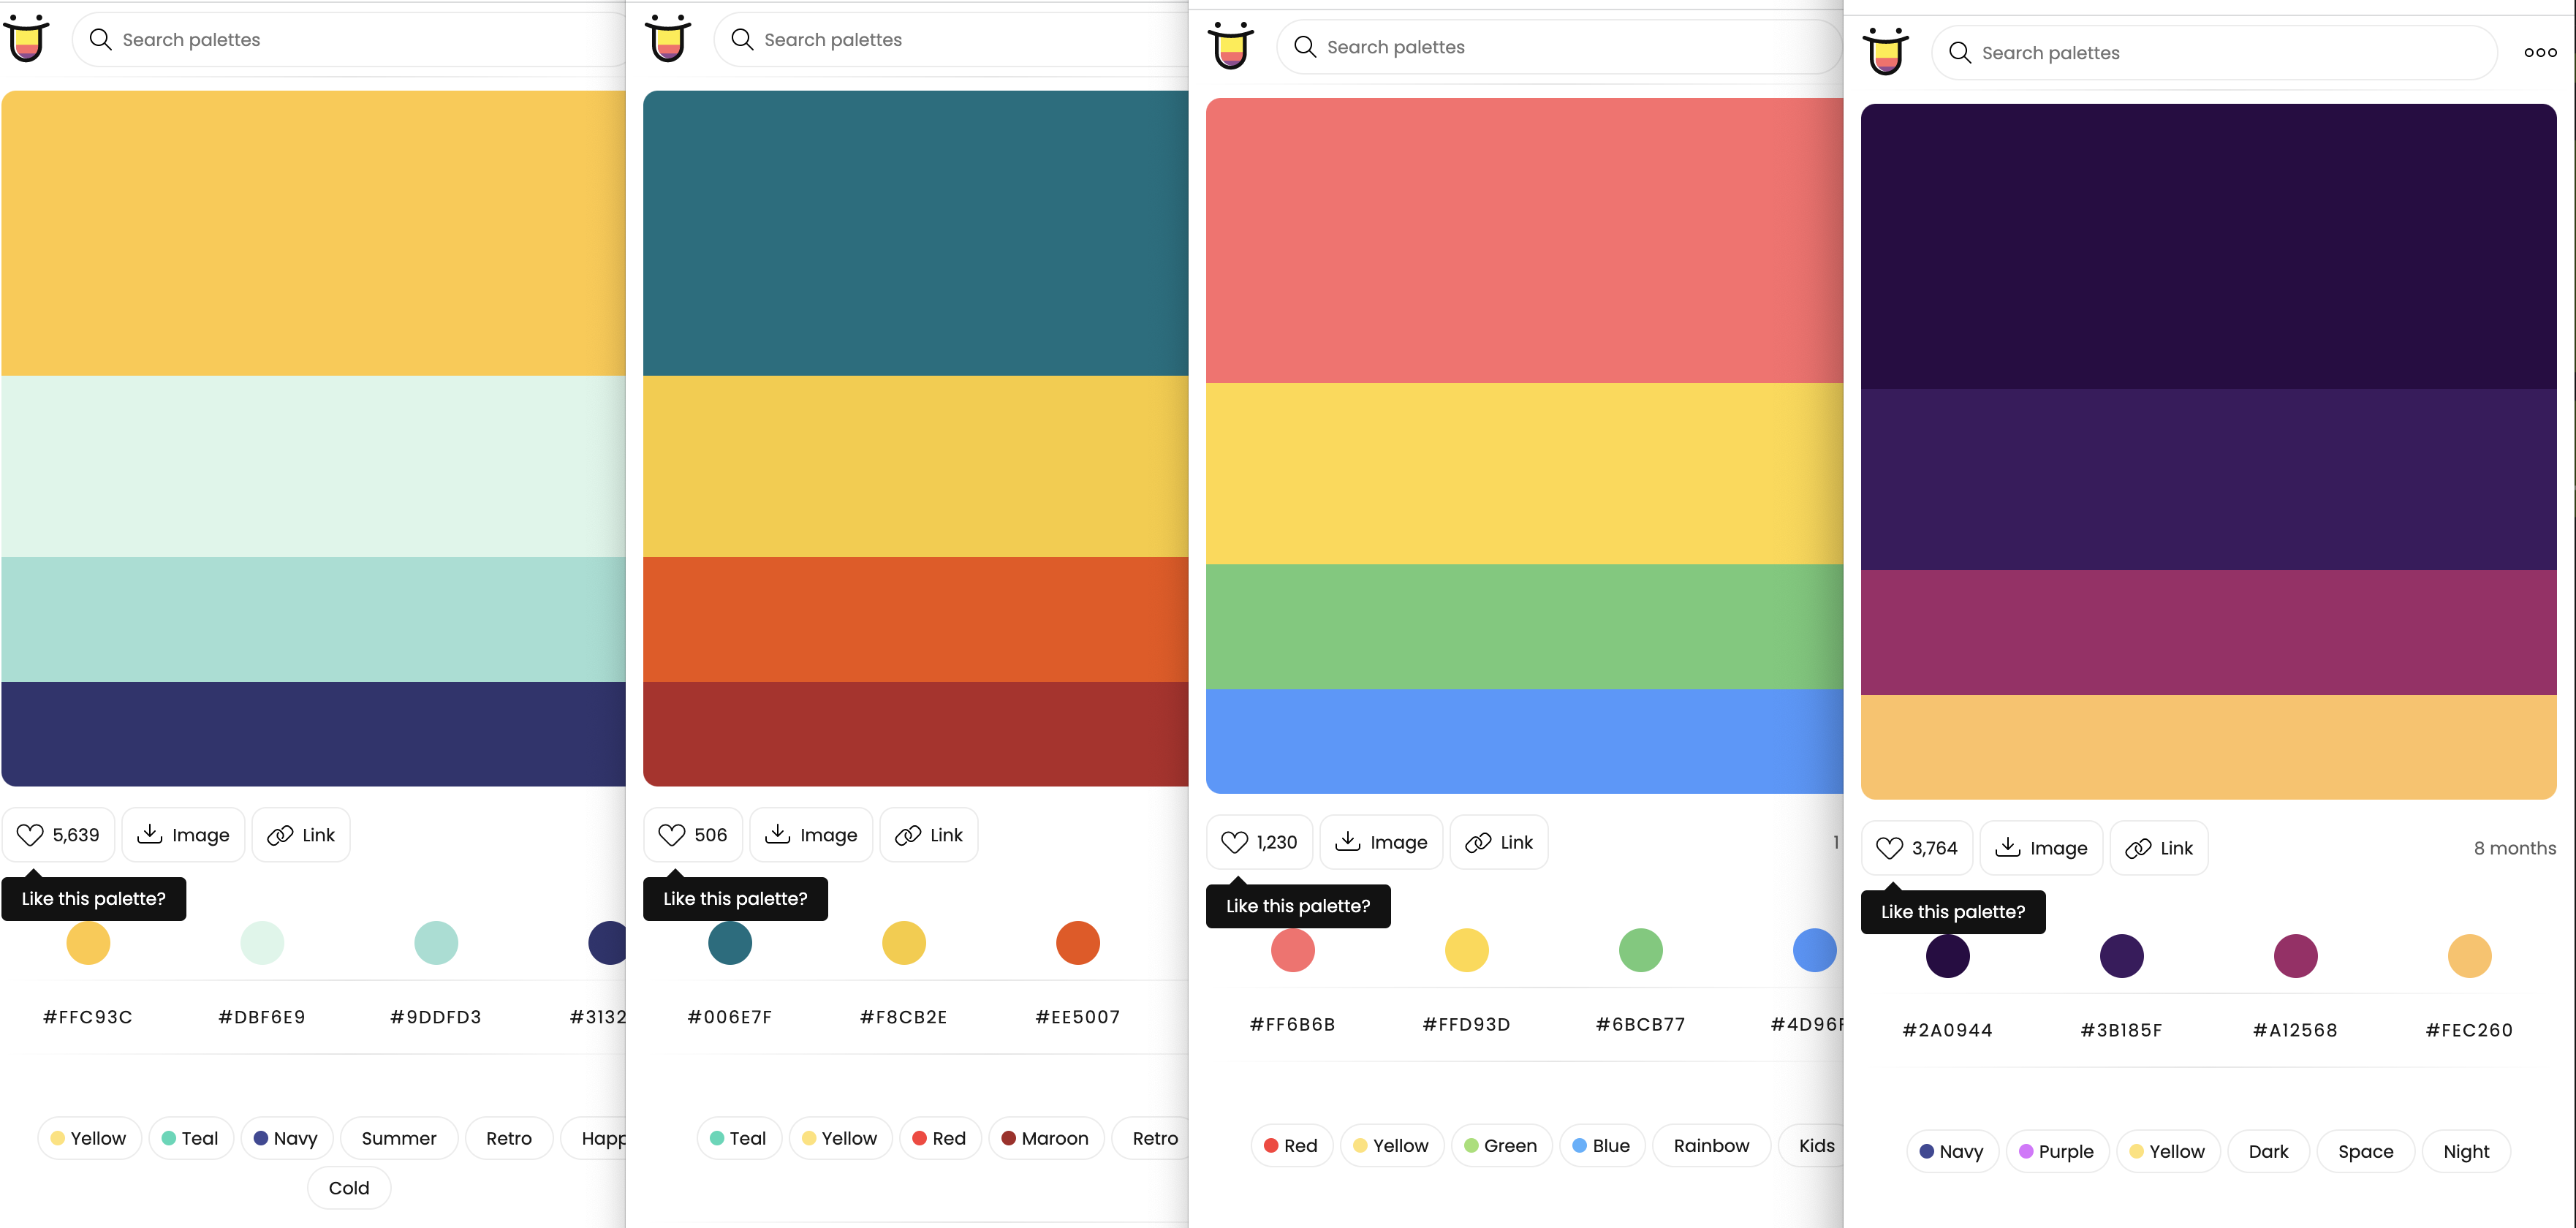 Search palettes
5,639
Image
Link
Like this palette?
#FFC93C
#DBF6E9
#9DDFD3
#3132
Yellow
Teal
Navy
Summer
Retro
Happ
Cold
Search palettes
506
Image
Link
Like this palette?
#006E7F
#F8CB2E
#EE5007
Teal
Yellow
Red
Maroon
Retro
Search palettes
1,230
Image
Link
1
Like this palette?
#FF6B6B
#FFD93D
#6BCB77
#4D96F
Red
Yellow
Green
Blue
Rainbow
Kids
Search palettes
3,764
Image
Link
8 months
Like this palette?
#2A0944
#3B185F
#A12568
#FEC260
Navy
Purple
Yellow
Dark
Space
Night